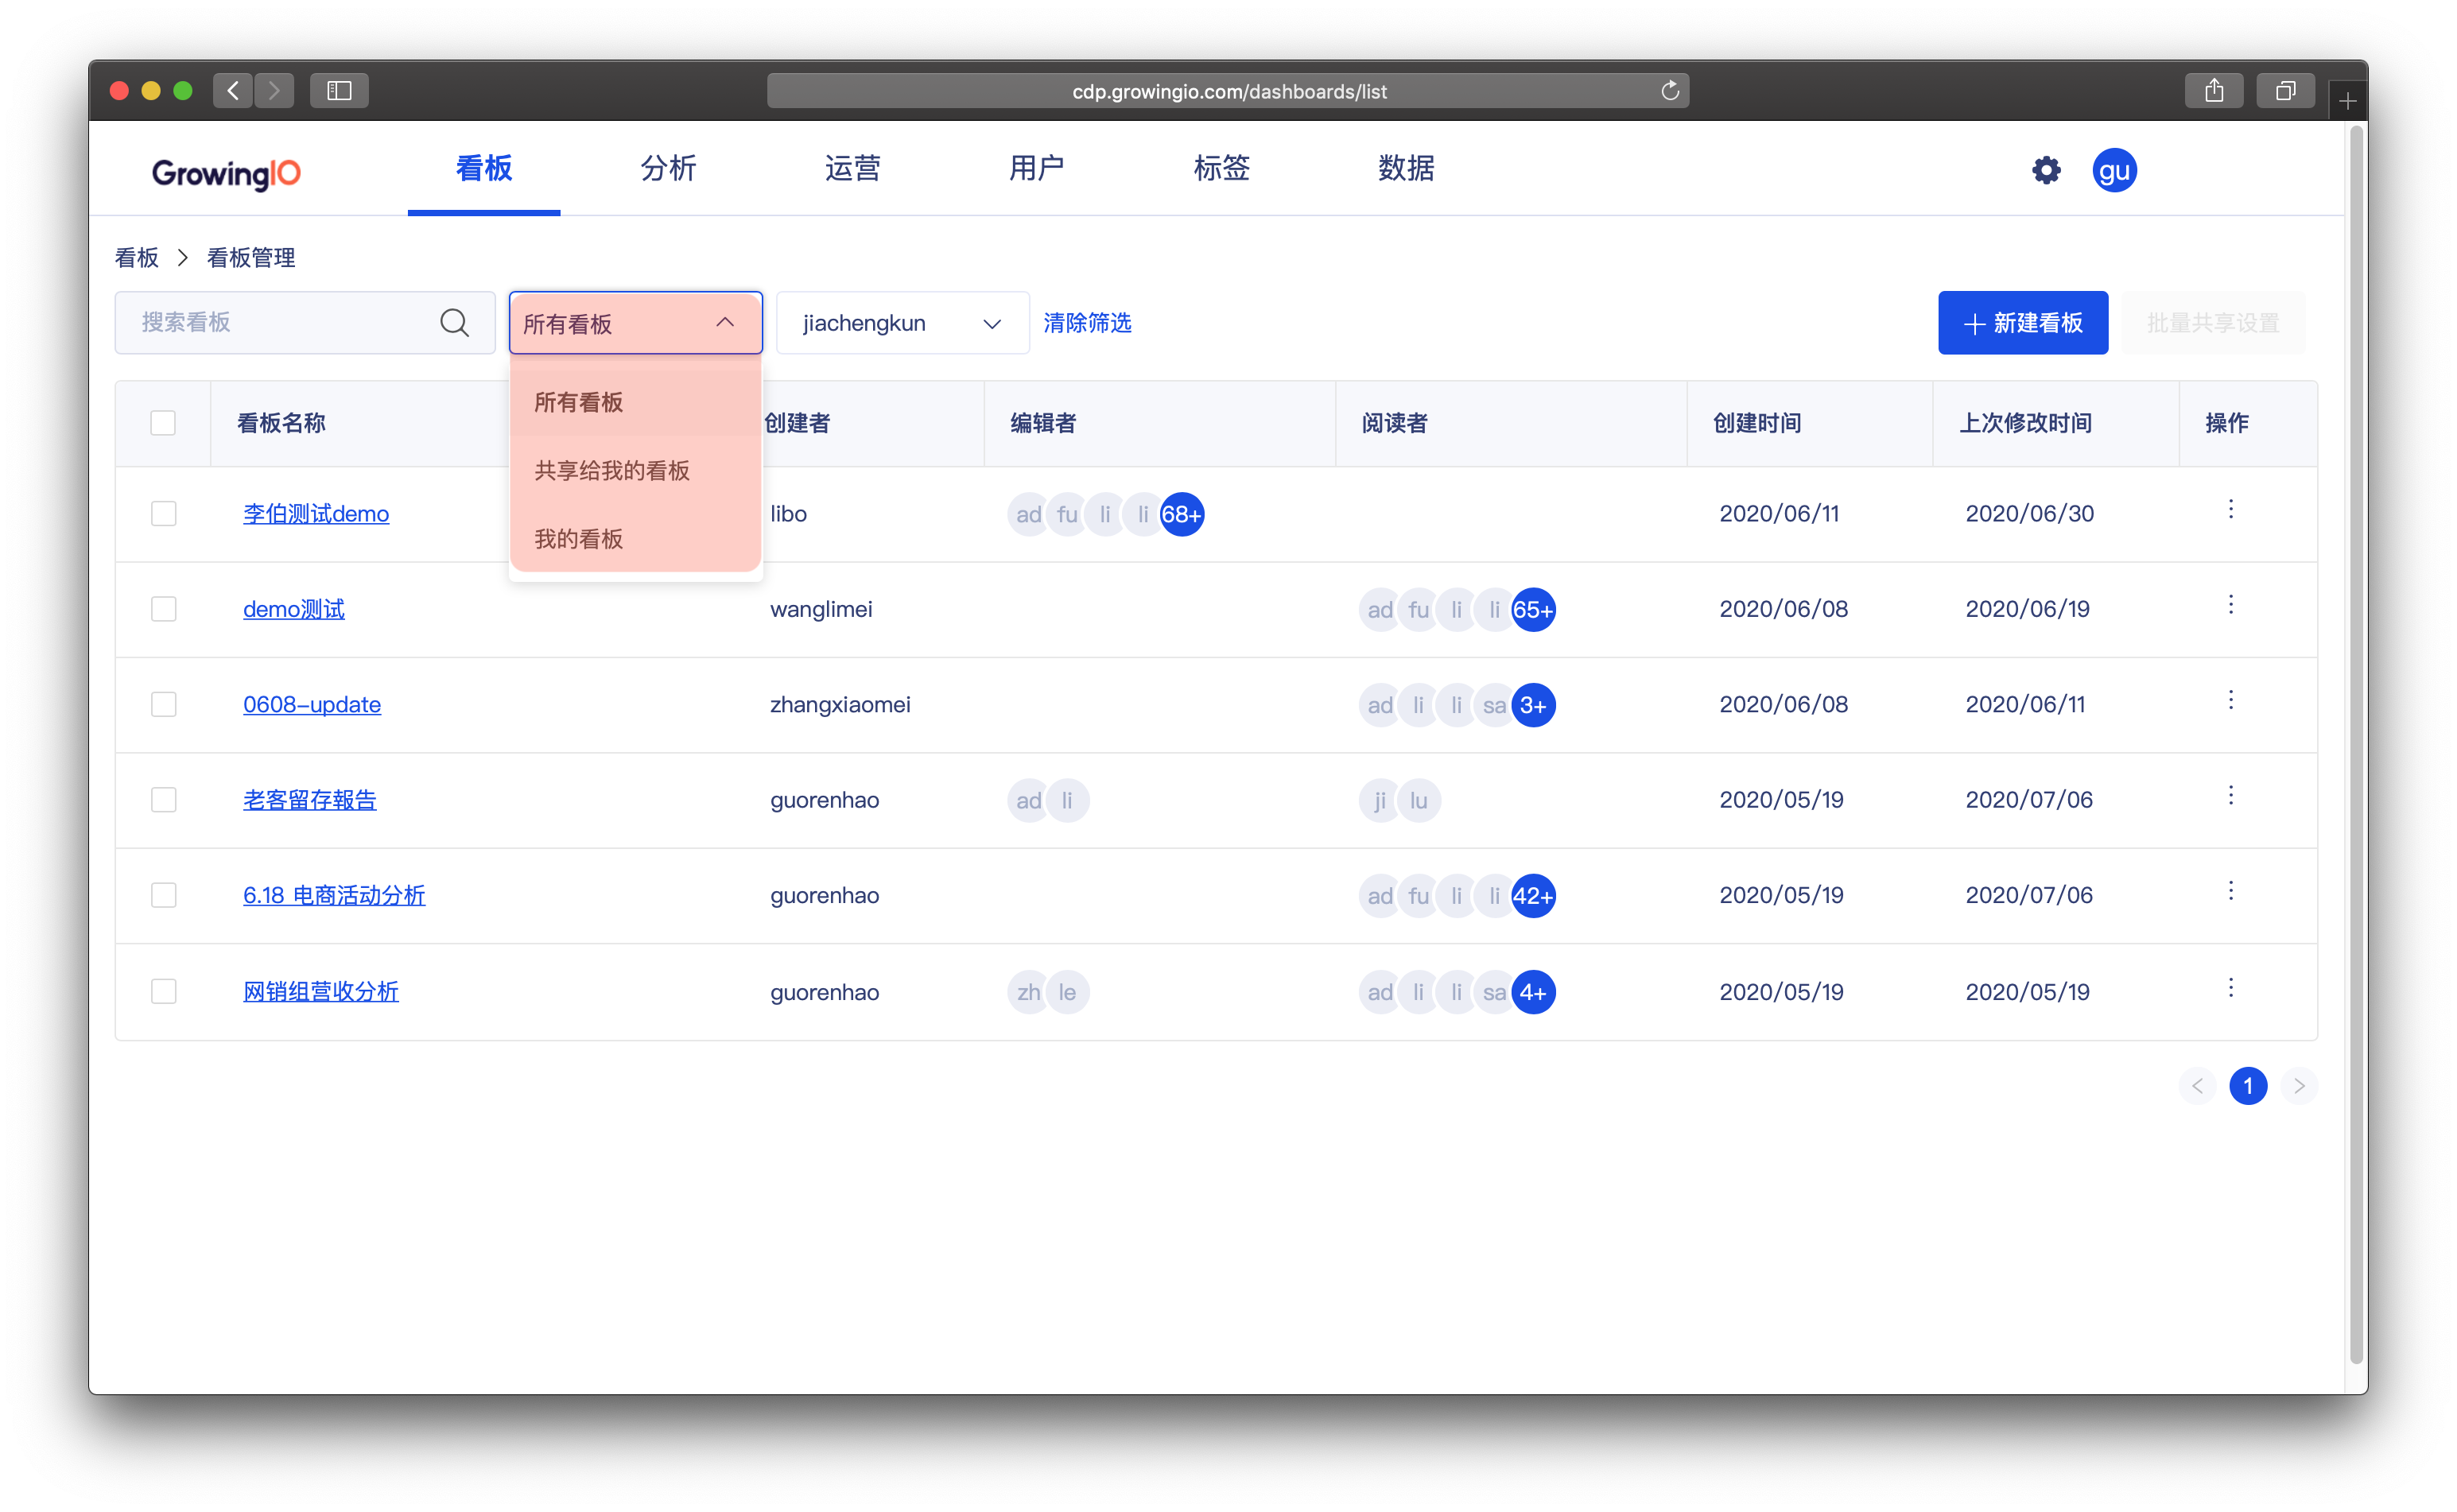 cdp.growingio.com/dashboards/list
GrowingIO 看板 分析 运营 用户 标签 数据 gu
看板 > 看板管理
搜索看板 所有看板 jiachengkun 清除筛选 + 新建看板 批量共享设置
所有看板
共享给我的看板
我的看板
看板名称 创建者 编辑者 阅读者 创建时间 上次修改时间 操作
李伯测试demo libo ad fu li li 68+ 2020/06/11 2020/06/30
demo测试 wanglimei ad fu li li 65+ 2020/06/08 2020/06/19
0608-update zhangxiaomei ad li li sa 3+ 2020/06/08 2020/06/11
老客留存報告 guorenhao ad li ji lu 2020/05/19 2020/07/06
6.18 电商活动分析 guorenhao ad fu li li 42+ 2020/05/19 2020/07/06
网销组营收分析 guorenhao zh le ad li li sa 4+ 2020/05/19 2020/05/19
< 1 >